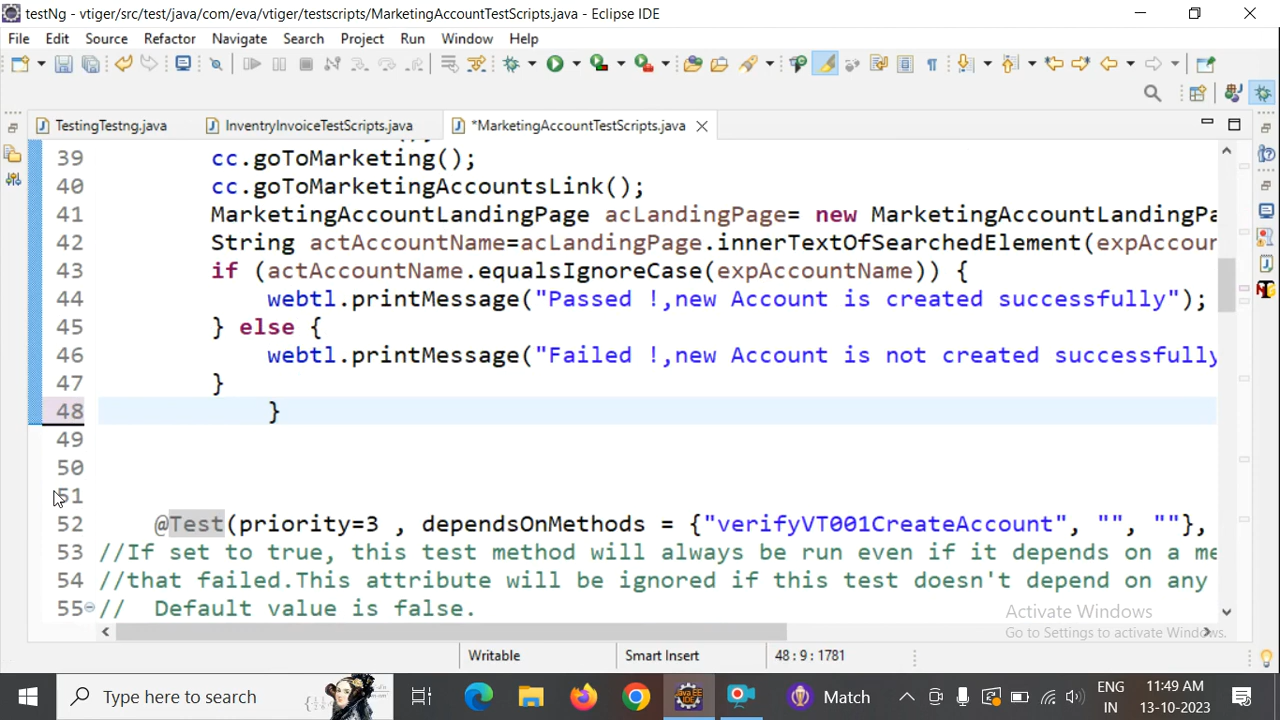 testNg - vtiger/src/test/java/com/eva/vtiger/testscripts/MarketingAccountTestScripts.java - Eclipse IDE
File Edit Source Refactor Navigate Search Project Run Window Help
TestingTestng.java InventryInvoiceTestScripts.java *MarketingAccountTestScripts.java
39 cc.goToMarketing();
40 cc.goToMarketingAccountsLink();
41 MarketingAccountLandingPage acLandingPage= new MarketingAccountLandingPa
42 String actAccountName=acLandingPage.innerTextOfSearchedElement(expAccoun
43 if (actAccountName.equalsIgnoreCase(expAccountName)) {
44 webtl.printMessage("Passed !,new Account is created successfully");
45 } else {
46 webtl.printMessage("Failed !,new Account is not created successfully
47 }
48 }
49
50
51
52 @Test(priority=3 , dependsOnMethods = {"verifyVT001CreateAccount", "", ""},
53 //If set to true, this test method will always be run even if it depends on a me
54 //that failed.This attribute will be ignored if this test doesn't depend on any
55 // Default value is false.
Activate Windows
Go to Settings to activate Windows.
Writable Smart Insert 48 : 9 : 1781
Type here to search Match ENG IN 11:49 AM 13-10-2023